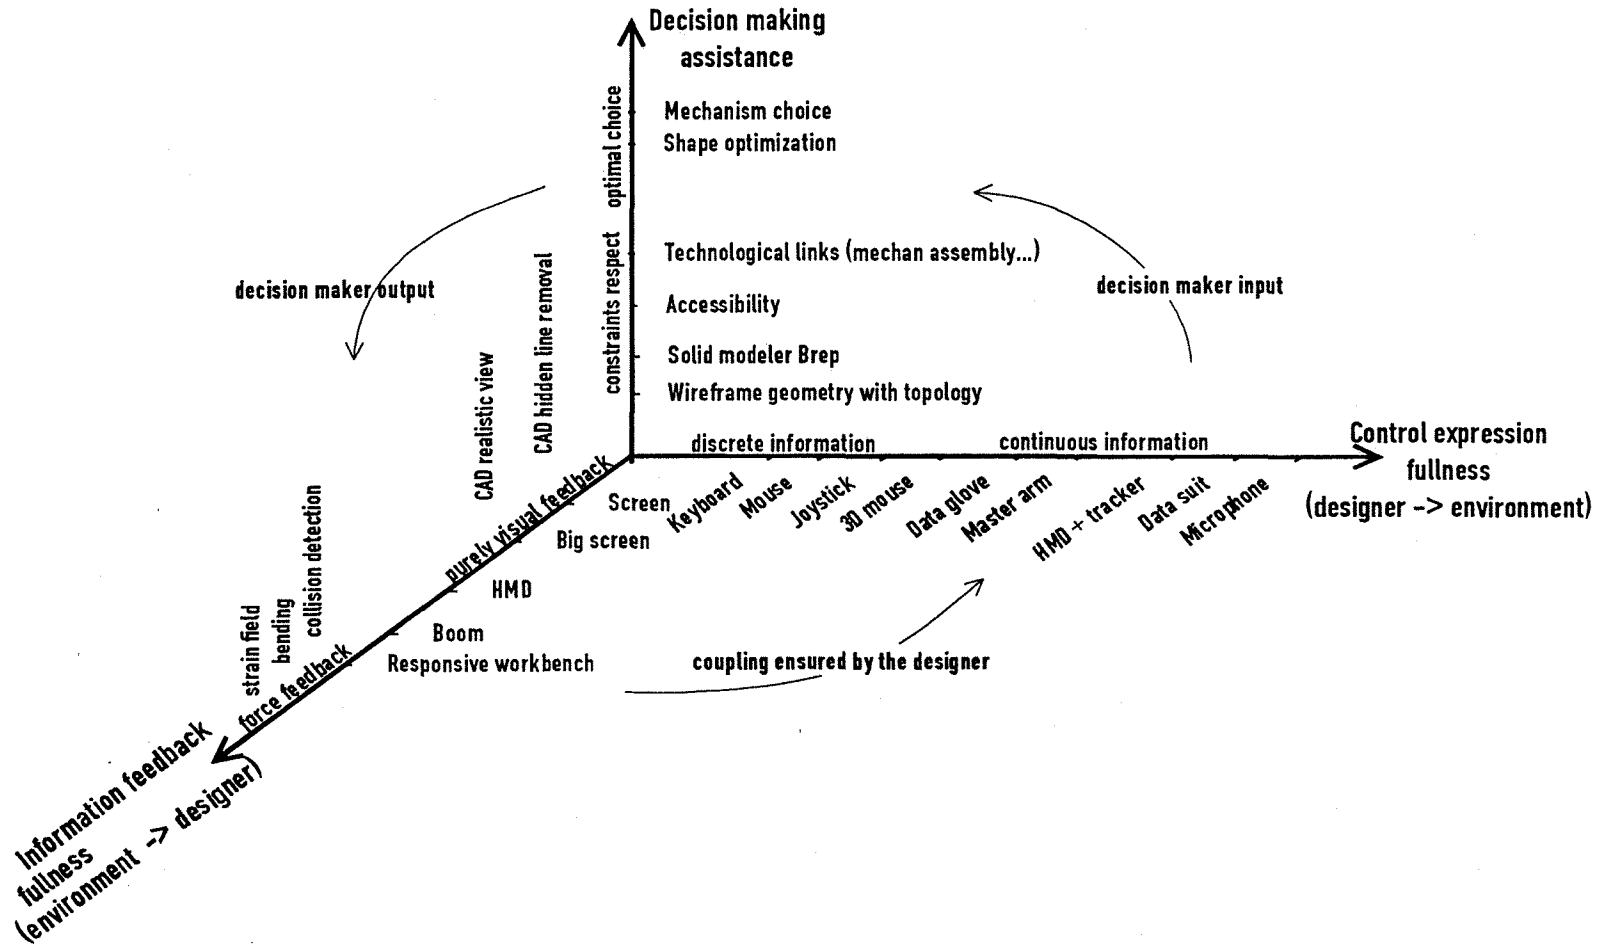 Decision making
assistance
optimal choice
Mechanism choice
Shape optimization
constraints respect
Technological links (mechan assembly...)
Accessibility
Solid modeler Brep
Wireframe geometry with topology
decision maker output
decision maker input
CAD realistic view
CAD hidden line removal
discrete information
continuous information
Control expression
fullness
(designer -> environment)
Keyboard
Mouse
Joystick
3D mouse
Data glove
Master arm
HMD + tracker
Data suit
Microphone
purely visual feedback
Screen
Big screen
HMD
Boom
Responsive workbench
coupling ensured by the designer
collision detection
bending
strain field
force feedback
Information feedback
fullness
(environment -> designer)